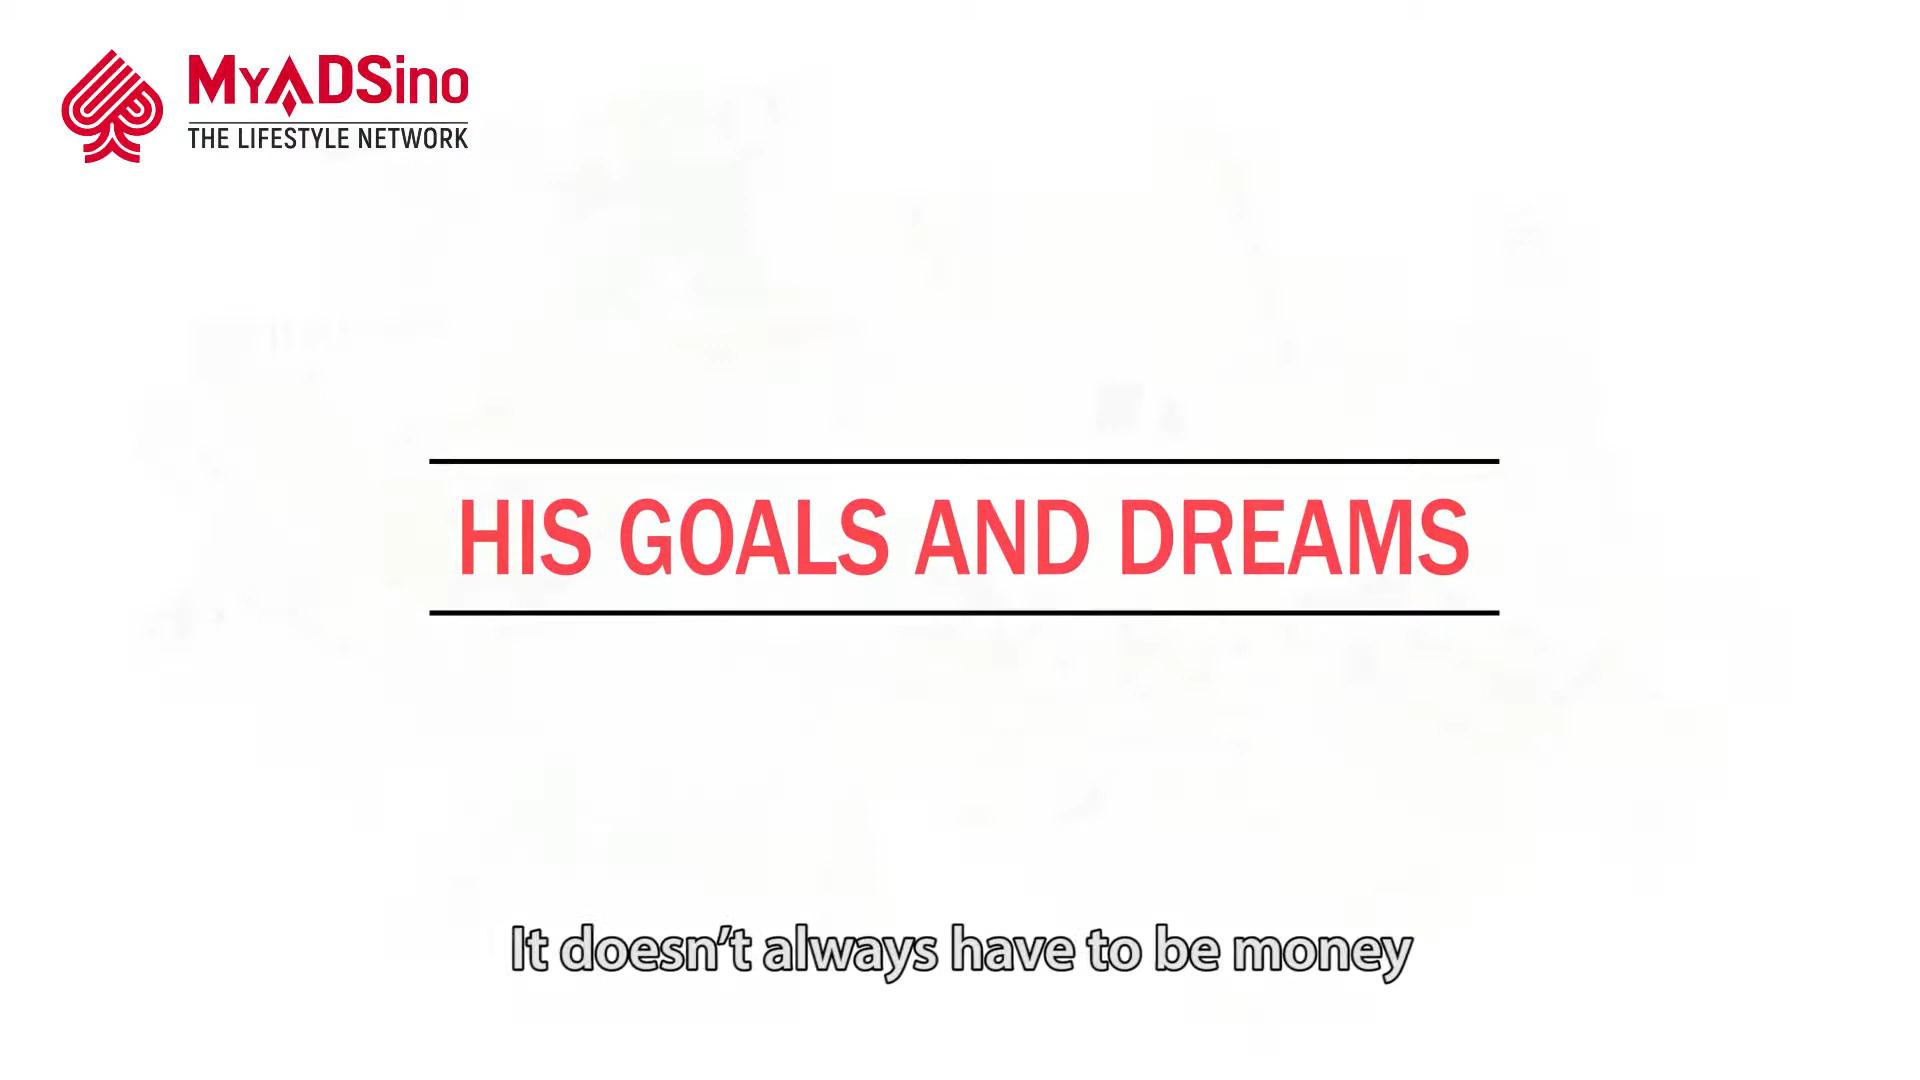 MYADSino
THE LIFESTYLE NETWORK
HIS GOALS AND DREAMS
It doesn't always have to be money